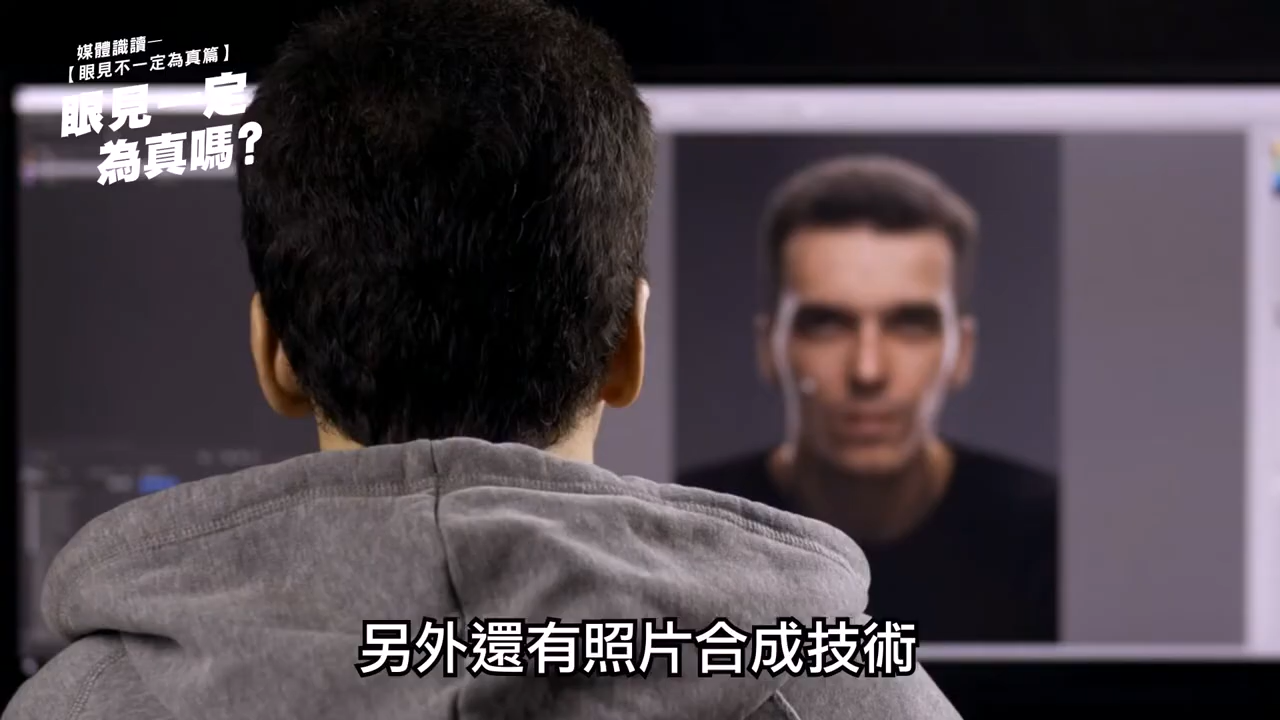 媒體識讀—
【眼見不一定為真篇】
眼見一定
為真嗎?
另外還有照片合成技術